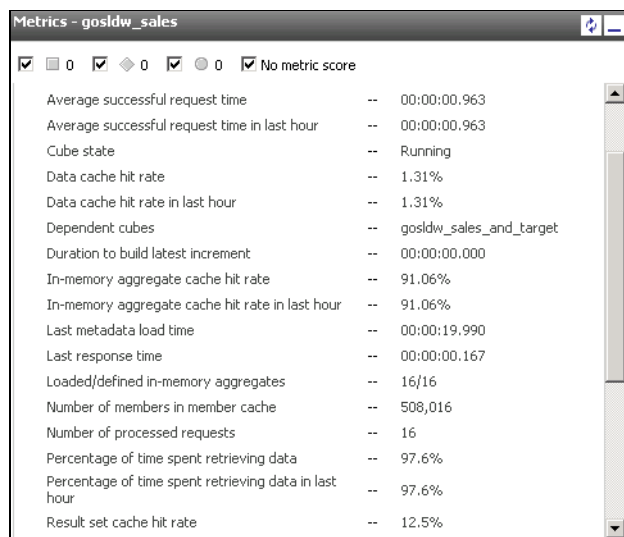 Metrics - gosldw_sales
0 0 0 No metric score
Average successful request time -- 00:00:00.963
Average successful request time in last hour -- 00:00:00.963
Cube state -- Running
Data cache hit rate -- 1.31%
Data cache hit rate in last hour -- 1.31%
Dependent cubes -- gosldw_sales_and_target
Duration to build latest increment -- 00:00:00.000
In-memory aggregate cache hit rate -- 91.06%
In-memory aggregate cache hit rate in last hour -- 91.06%
Last metadata load time -- 00:00:19.990
Last response time -- 00:00:00.167
Loaded/defined in-memory aggregates -- 16/16
Number of members in member cache -- 508,016
Number of processed requests -- 16
Percentage of time spent retrieving data -- 97.6%
Percentage of time spent retrieving data in last
hour -- 97.6%
Result set cache hit rate -- 12.5%